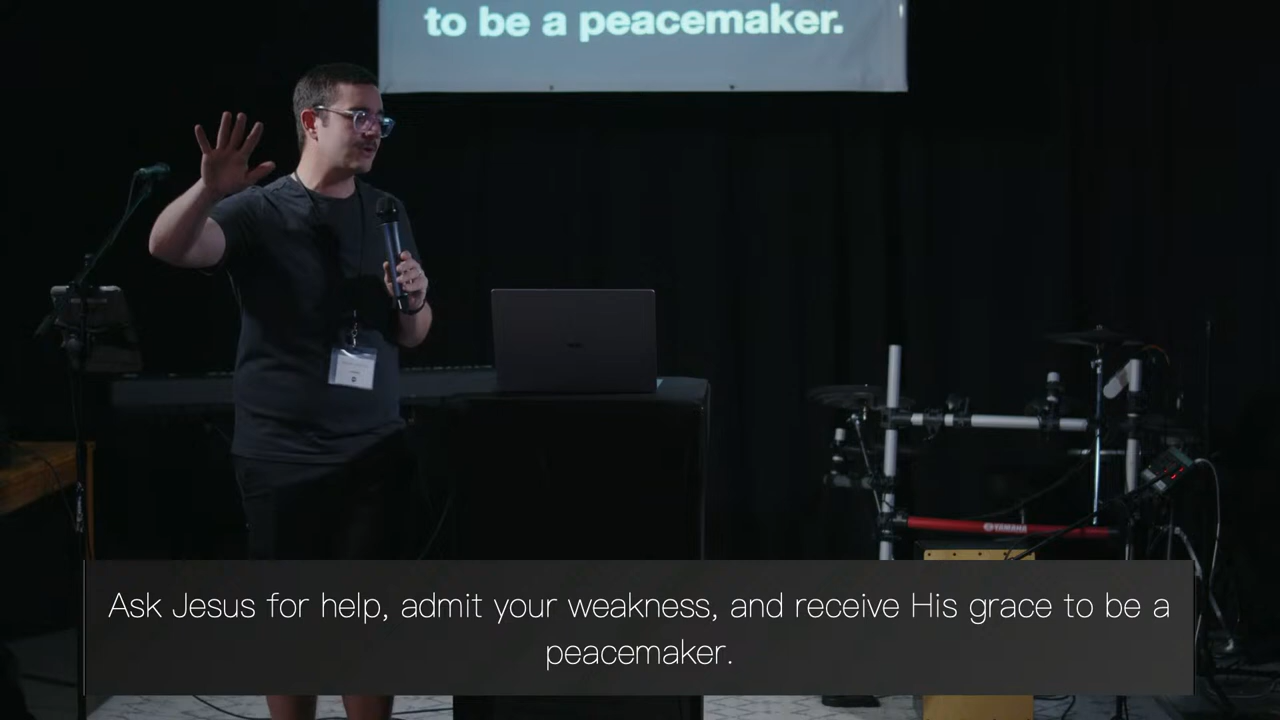 to be a peacemaker.
YAMAHA
Ask Jesus for help, admit your weakness, and receive His grace to be a
peacemaker.